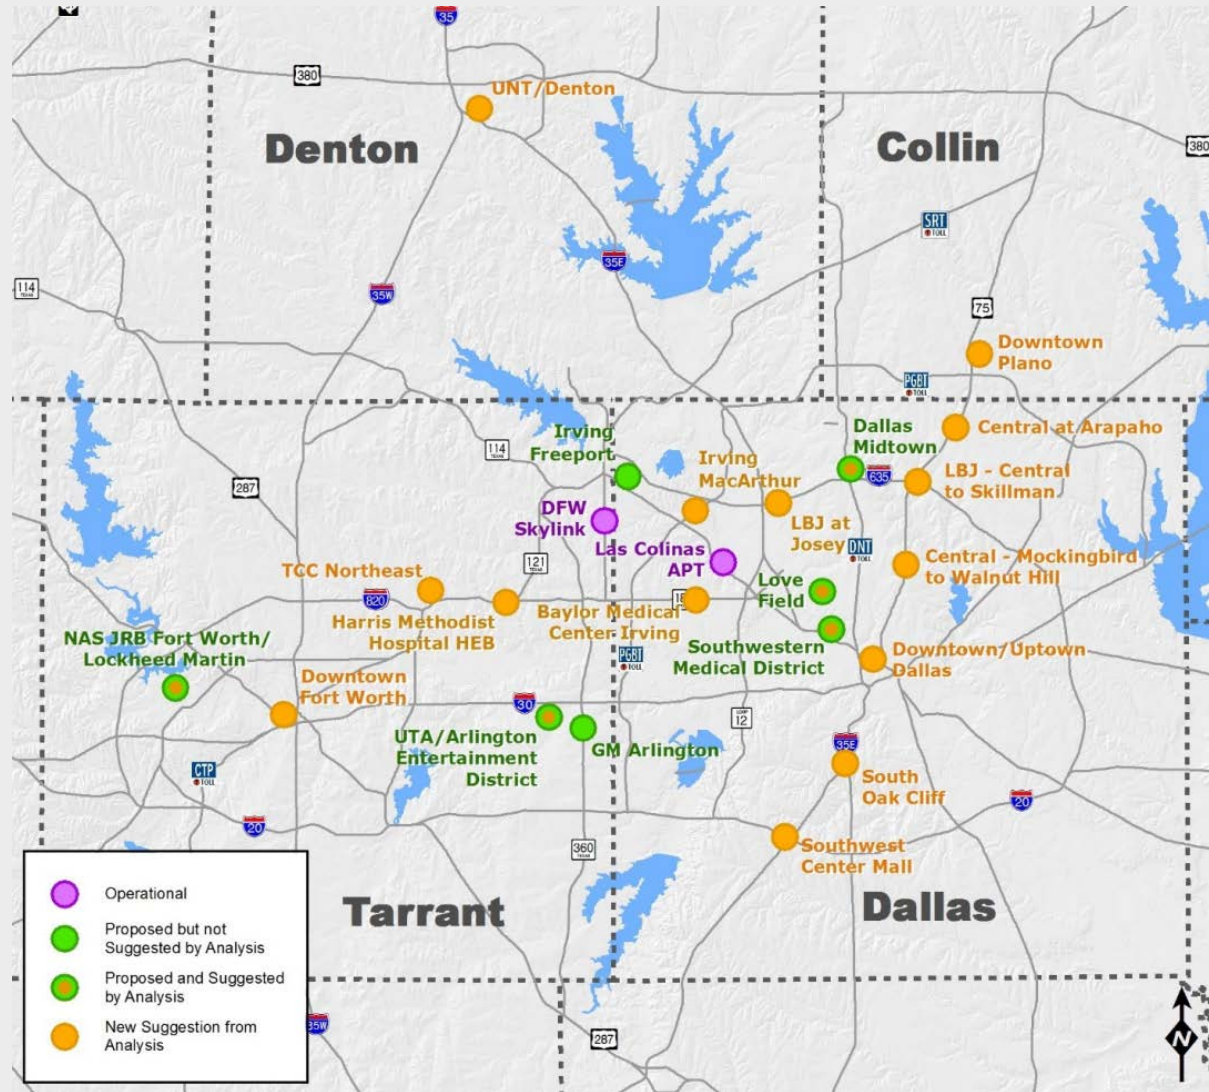 35
380
UNT/Denton
Denton
Collin
380
SRT
TOLL
35E
114
TEXAS
35W
75
Downtown
Plano
PGBT
TOLL
Irving
Freeport
114
TEXAS
Dallas
Midtown
Central at Arapaho
Irving
MacArthur
635
LBJ - Central
to Skillman
287
DFW
Skylink
LBJ at
Josey
DNT
TOLL
Las Colinas
APT
121
TEXAS
Central - Mockingbird
to Walnut Hill
TCC Northeast
Love
Field
820
Harris Methodist
Hospital HEB
Baylor Medical
Center Irving
NAS JRB Fort Worth/
Lockheed Martin
PGBT
TOLL
Southwestern
Medical District
Downtown/Uptown
Dallas
Downtown
Fort Worth
30
LOOP
12
UTA/Arlington
Entertainment
District
GM Arlington
35E
CTP
TOLL
South
Oak Cliff
20
20
360
TEXAS
Southwest
Center Mall
Operational
Proposed but not
Suggested by Analysis
Proposed and Suggested
by Analysis
New Suggestion from
Analysis
Tarrant
Dallas
35W
287
N